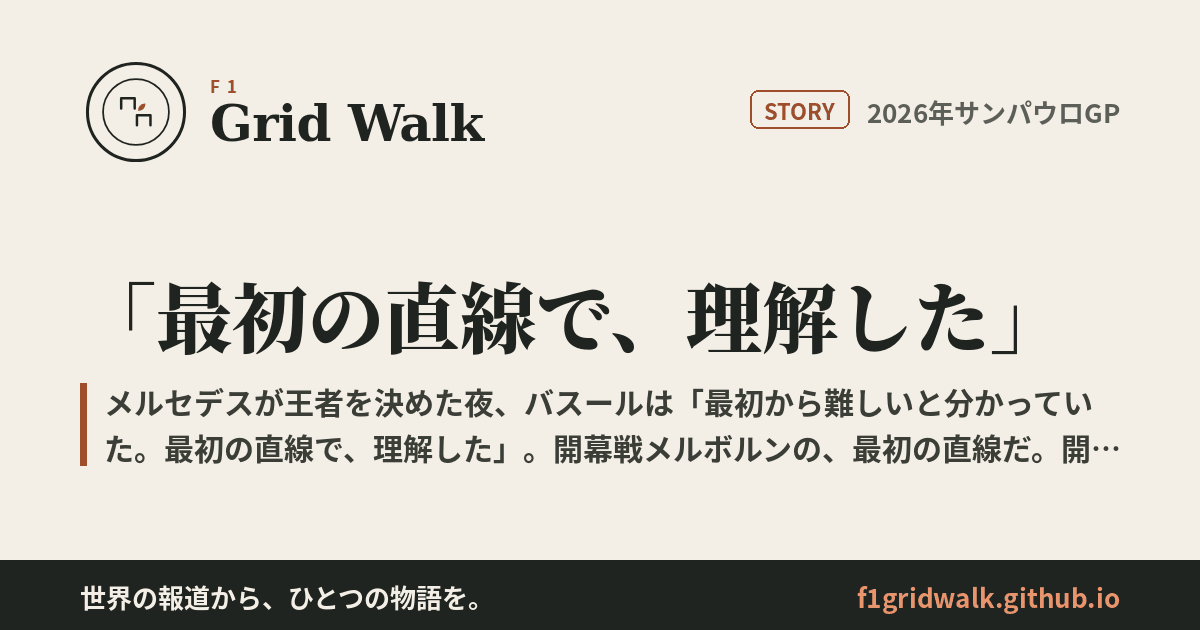 F1
Grid Walk
STORY
2026年サンパウロGP
「最初の直線で、理解した」
メルセデスが王者を決めた夜、バスールは「最初から難しいと分かってい
た。最初の直線で、理解した」。開幕戦メルボルンの、最初の直線だ。開…
世界の報道から、ひとつの物語を。
f1gridwalk.github.io